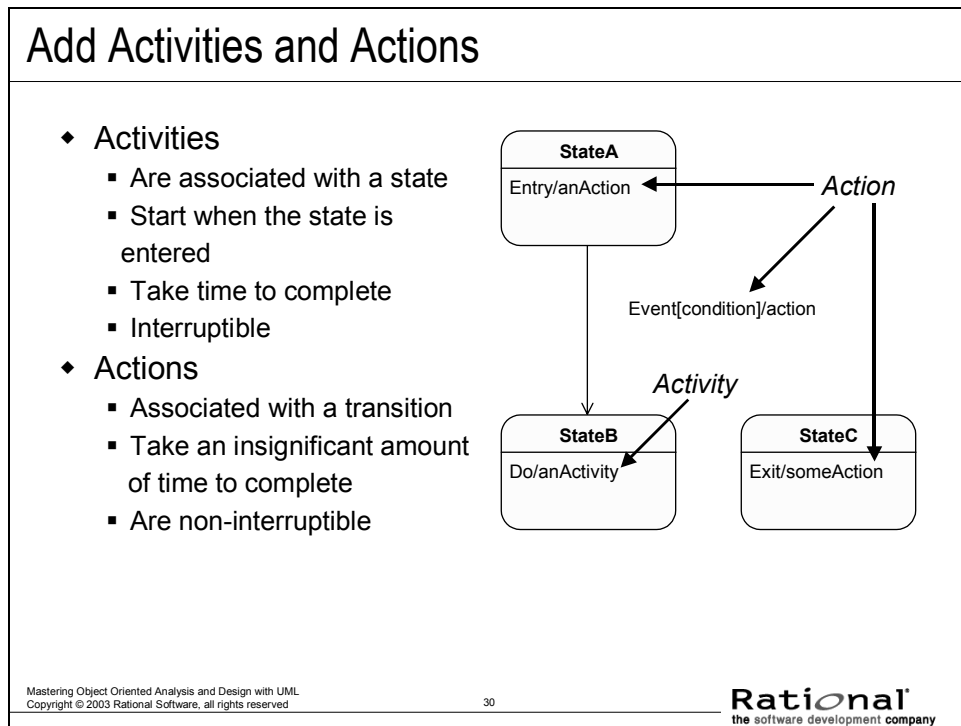 Add Activities and Actions
◆ Activities
▪ Are associated with a state
▪ Start when the state is
entered
▪ Take time to complete
▪ Interruptible
◆ Actions
▪ Associated with a transition
▪ Take an insignificant amount
of time to complete
▪ Are non-interruptible
StateA
Entry/anAction
Action
Event[condition]/action
Activity
StateB
Do/anActivity
StateC
Exit/someAction
Mastering Object Oriented Analysis and Design with UML
Copyright © 2003 Rational Software, all rights reserved
30
Rational
the software development company